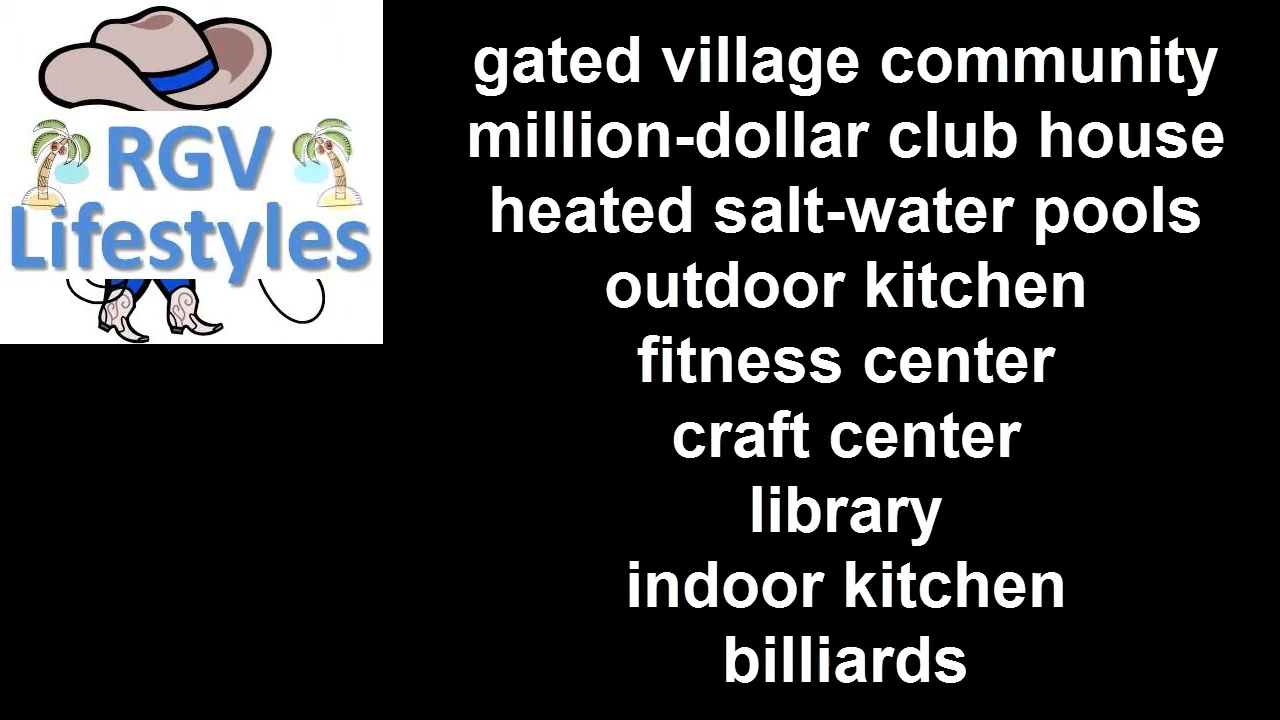 RGV
Lifestyles
gated village community
million-dollar club house
heated salt-water pools
outdoor kitchen
fitness center
craft center
library
indoor kitchen
billiards